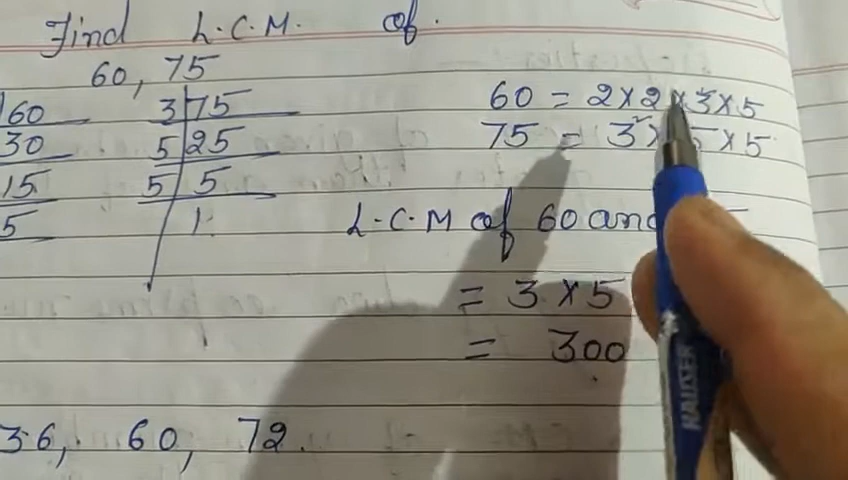 Find L.C.M. of.
60, 75
60
30
15
5
3 75
5 25
5 5
1
60 = 2×2×3×5
75 = 3×5×5
L.C.M of 60 and
= 3×5
= 300
36, 60, 72.
HAUSER